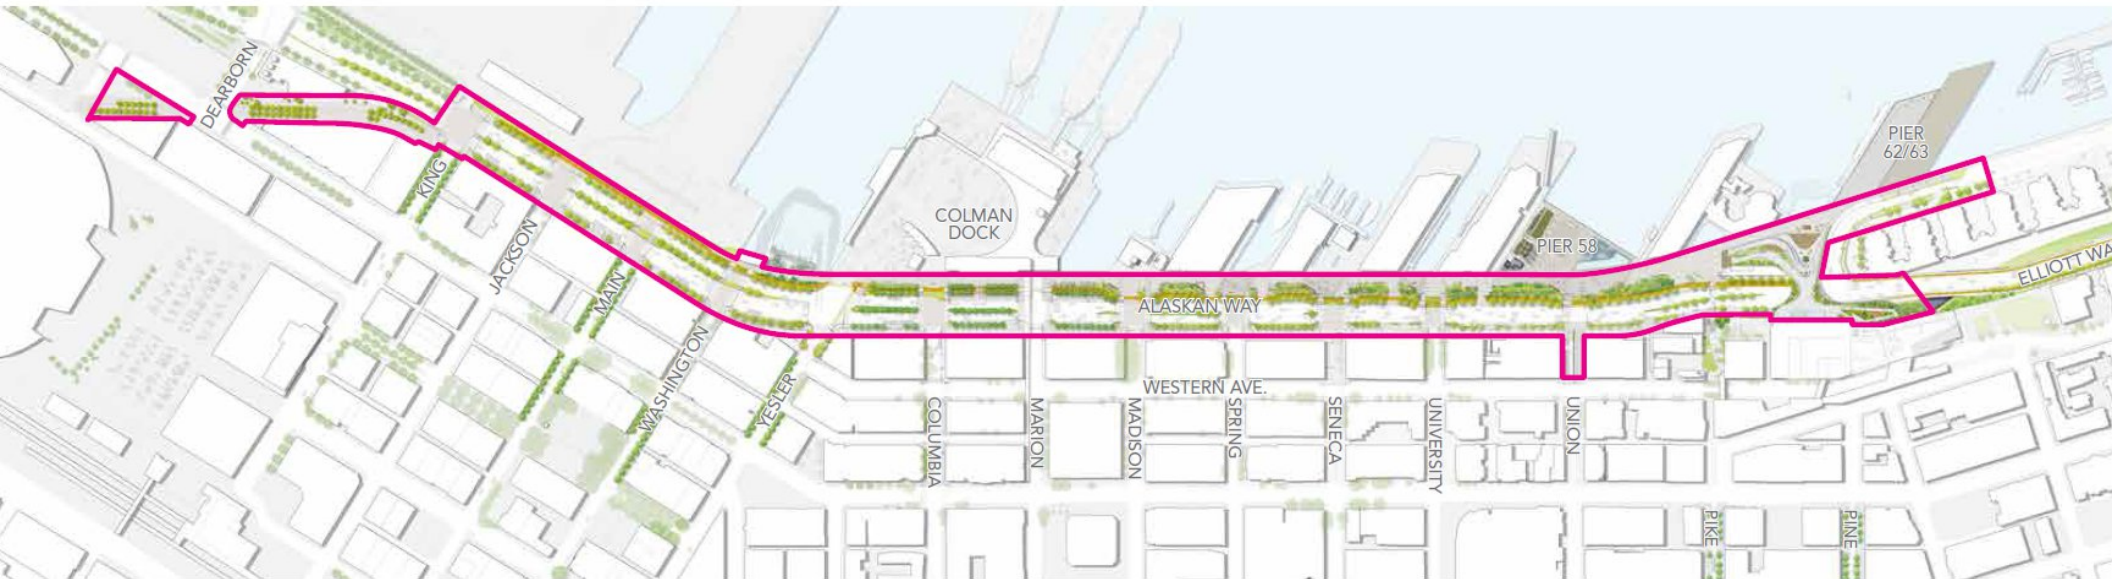 DEARBORN
KING
JACKSON
MAIN
WASHINGTON
YESLER
COLMAN
DOCK
COLUMBIA
MARION
MADISON
SPRING
SENECA
UNIVERSITY
UNION
ALASKAN WAY
WESTERN AVE.
PIER 58
PIER
62/63
ELLIOTT WA
PIKE
PINE